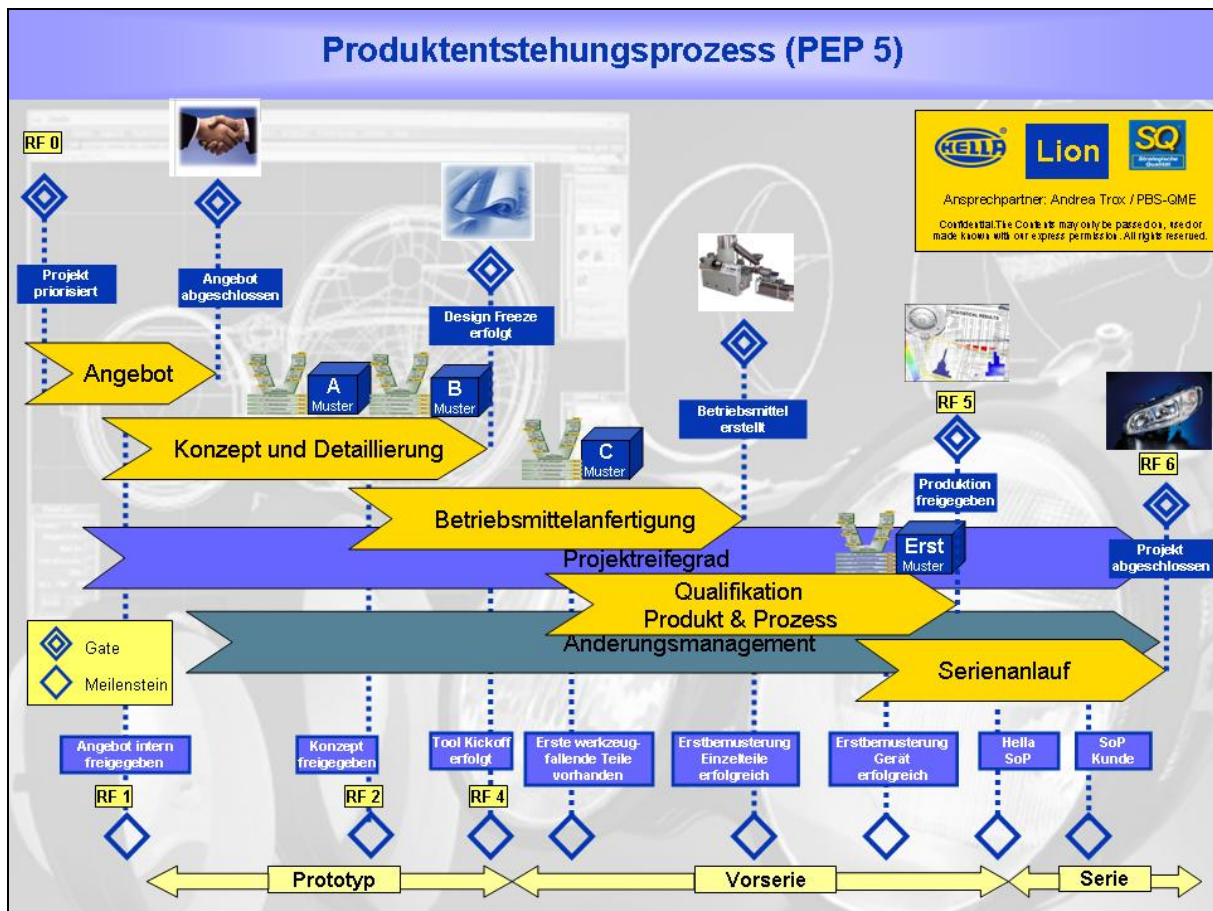 Produktentstehungsprozess (PEP 5)
RF 0
HELLA
Lion
SQ
Strategische
Qualität
Ansprechpartner: Andrea Trox / PBS-QME
Confidential.The Contents may only be passed on, used or
made known with our express permission. All rights reserved.
Projekt
priorisiert
Angebot
abgeschlossen
Design Freeze
erfolgt
Angebot
A
Muster
B
Muster
Betriebsmittel
erstellt
STATISTICAL RESULTS
RF 5
RF 6
Konzept und Detaillierung
C
Muster
Produktion
freigegeben
Betriebsmittelanfertigung
Projektreifegrad
Erst
Muster
Projekt
abgeschlossen
Qualifikation
Produkt & Prozess
Änderungsmanagement
Serienanlauf
Gate
Meilenstein
Angebot intern
freigegeben
Konzept
freigegeben
Tool Kickoff
erfolgt
Erste werkzeug-
fallende Teile
vorhanden
Erstbemusterung
Einzelteile
erfolgreich
Erstbemusterung
Gerät
erfolgreich
Hella
SoP
SoP
Kunde
RF 1
RF 2
RF 4
Prototyp
Vorserie
Serie